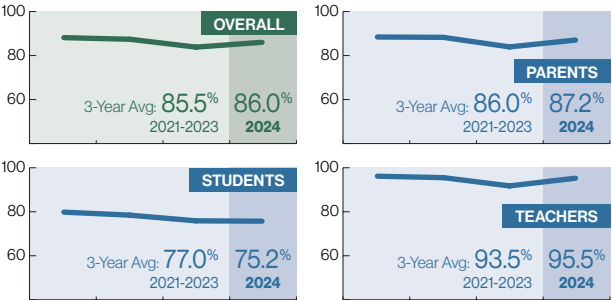 100
OVERALL
80
60
3-Year Avg: 85.5% 86.0%
2021-2023 2024
100
80
PARENTS
60
3-Year Avg: 86.0% 87.2%
2021-2023 2024
100
STUDENTS
80
60
3-Year Avg: 77.0% 75.2%
2021-2023 2024
100
80
TEACHERS
60
3-Year Avg: 93.5% 95.5%
2021-2023 2024